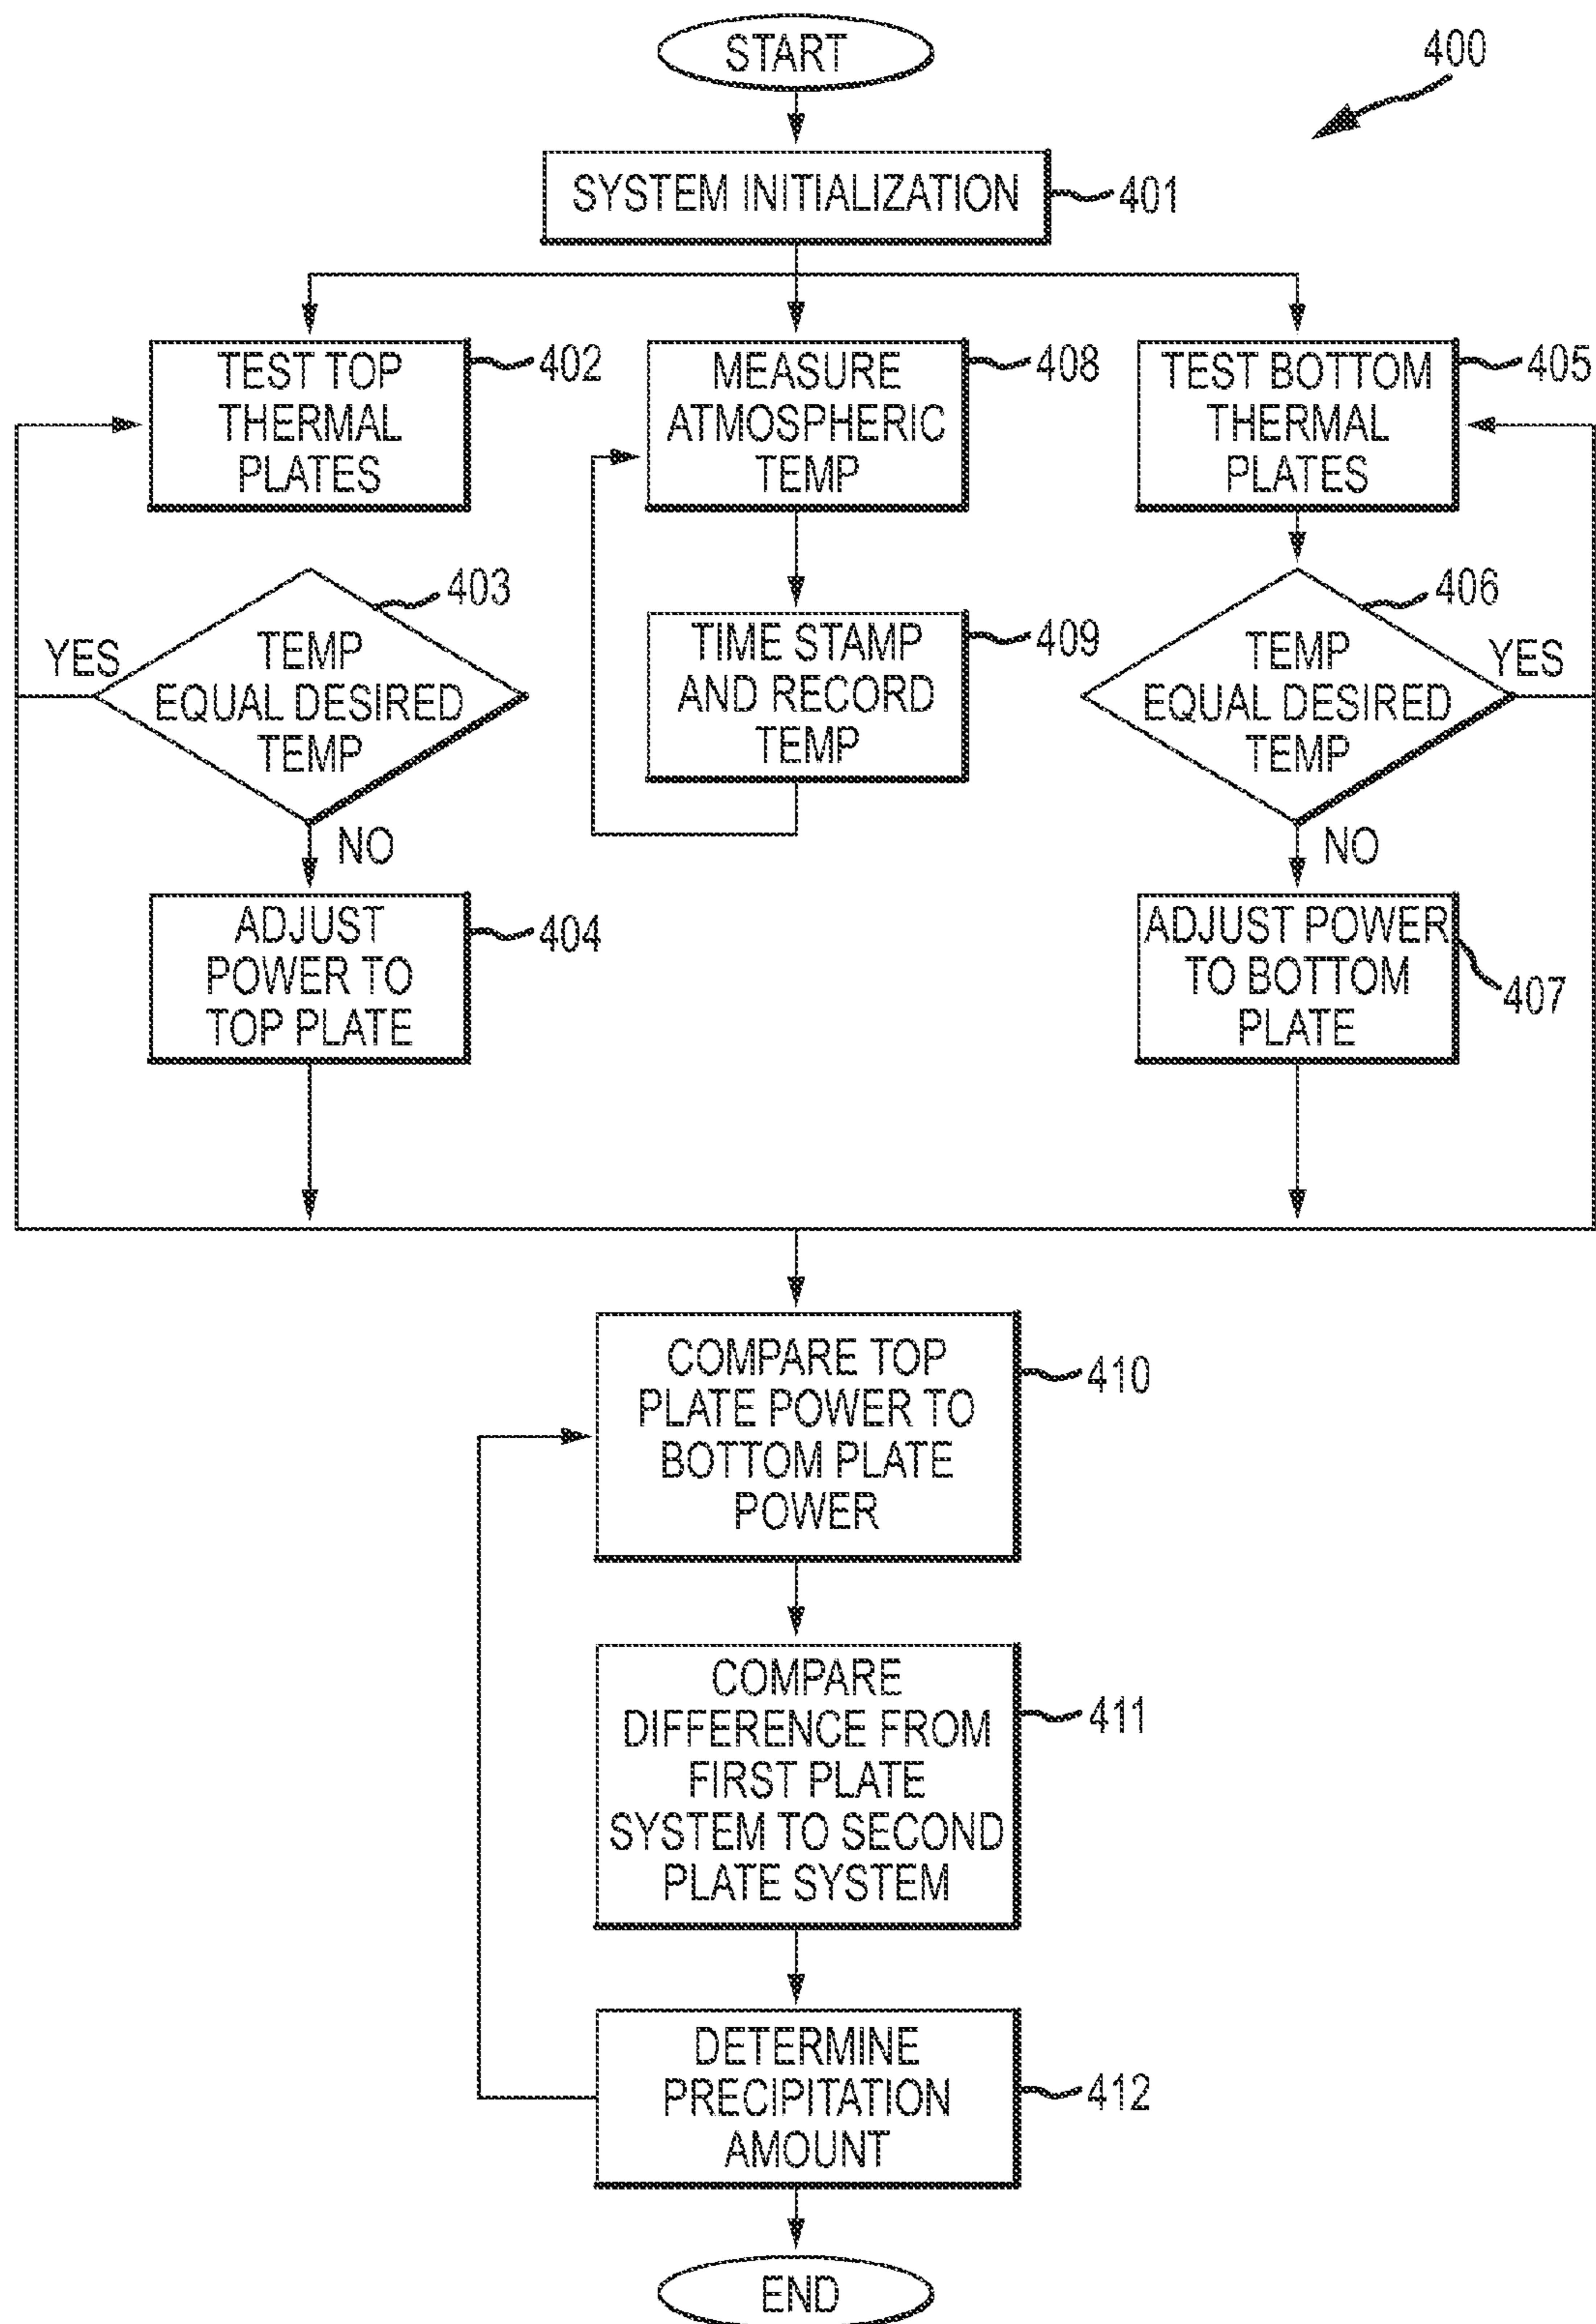 START
400
SYSTEM INITIALIZATION
401
TEST TOP
THERMAL
PLATES
402
MEASURE
ATMOSPHERIC
TEMP
408
TEST BOTTOM
THERMAL
PLATES
405
403
YES
TEMP
EQUAL DESIRED
TEMP
NO
TIME STAMP
AND RECORD
TEMP
409
406
TEMP
EQUAL DESIRED
TEMP
YES
NO
ADJUST
POWER TO
TOP PLATE
404
ADJUST POWER
TO BOTTOM
PLATE
407
COMPARE TOP
PLATE POWER TO
BOTTOM PLATE
POWER
410
COMPARE
DIFFERENCE FROM
FIRST PLATE
SYSTEM TO SECOND
PLATE SYSTEM
411
DETERMINE
PRECIPITATION
AMOUNT
412
END